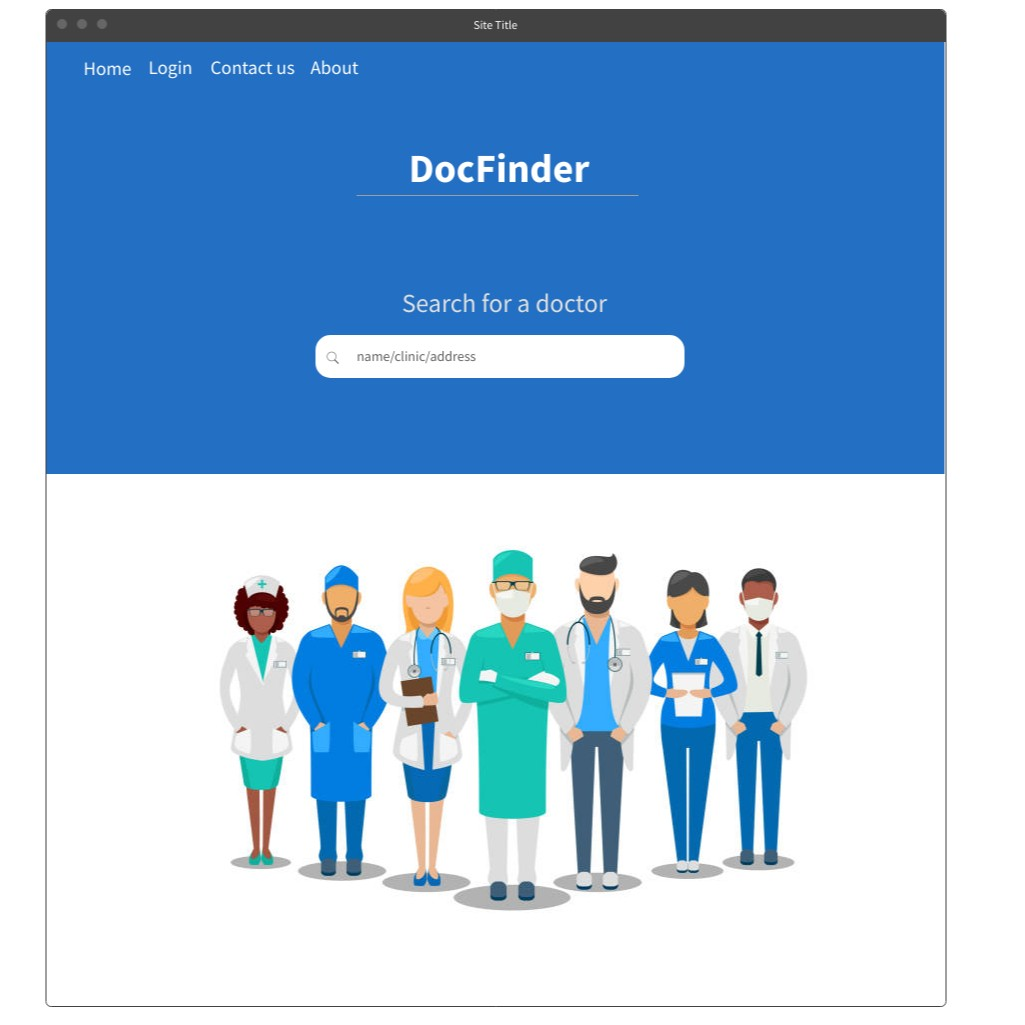 Site Title
Home Login Contact us About
DocFinder
Search for a doctor
name/clinic/address